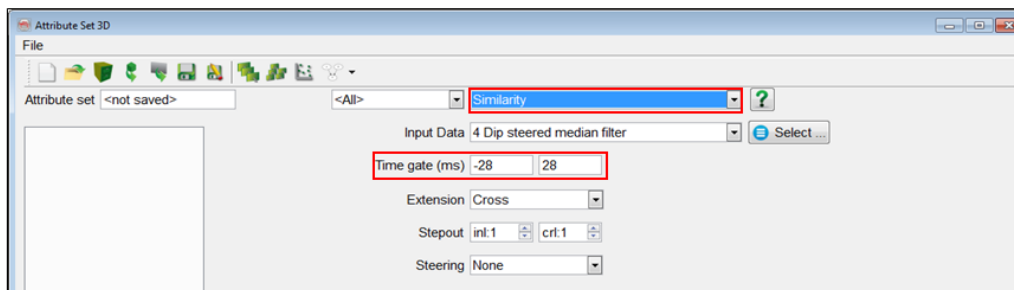 Attribute Set 3D
File
Attribute set <not saved> <All> Similarity ?
Input Data 4 Dip steered median filter Select ...
Time gate (ms) -28 28
Extension Cross
Stepout inl:1 crl:1
Steering None